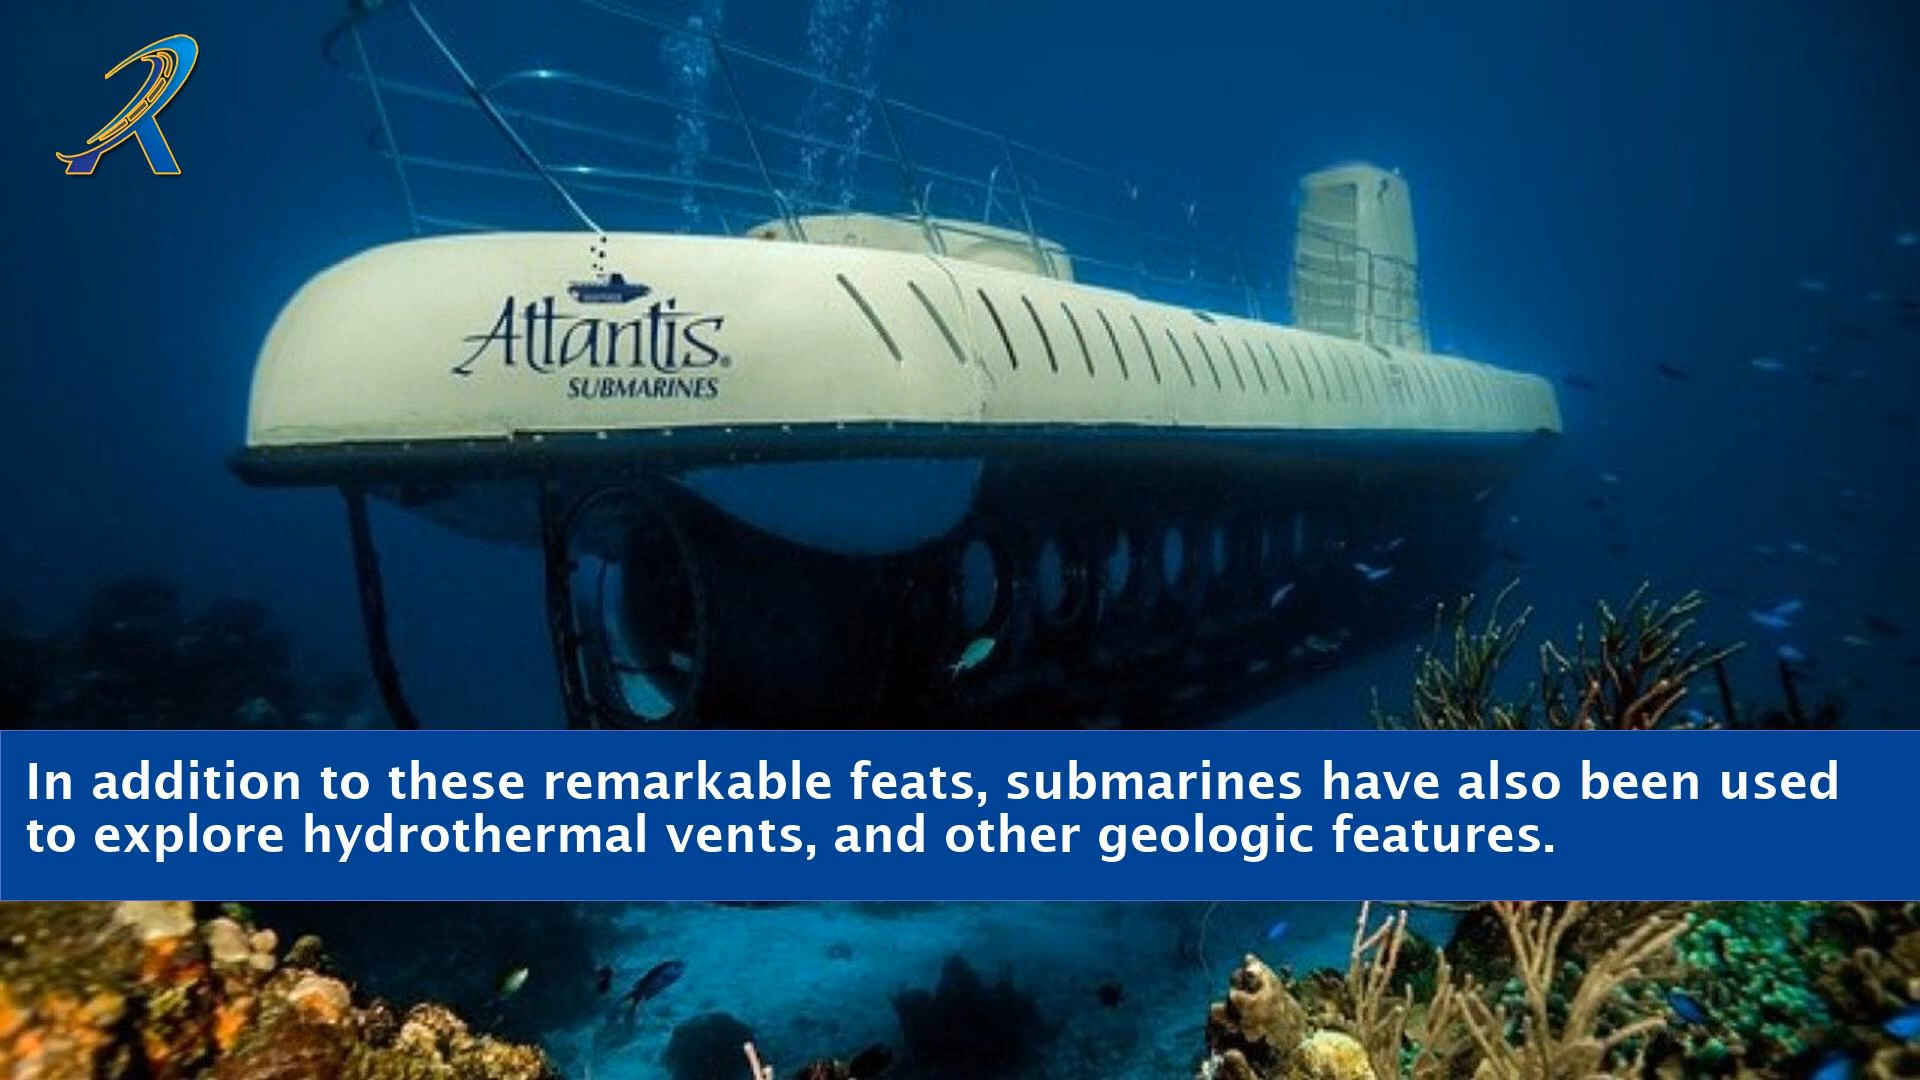 Atlantis
SUBMARINES
In addition to these remarkable feats, submarines have also been used
to explore hydrothermal vents, and other geologic features.